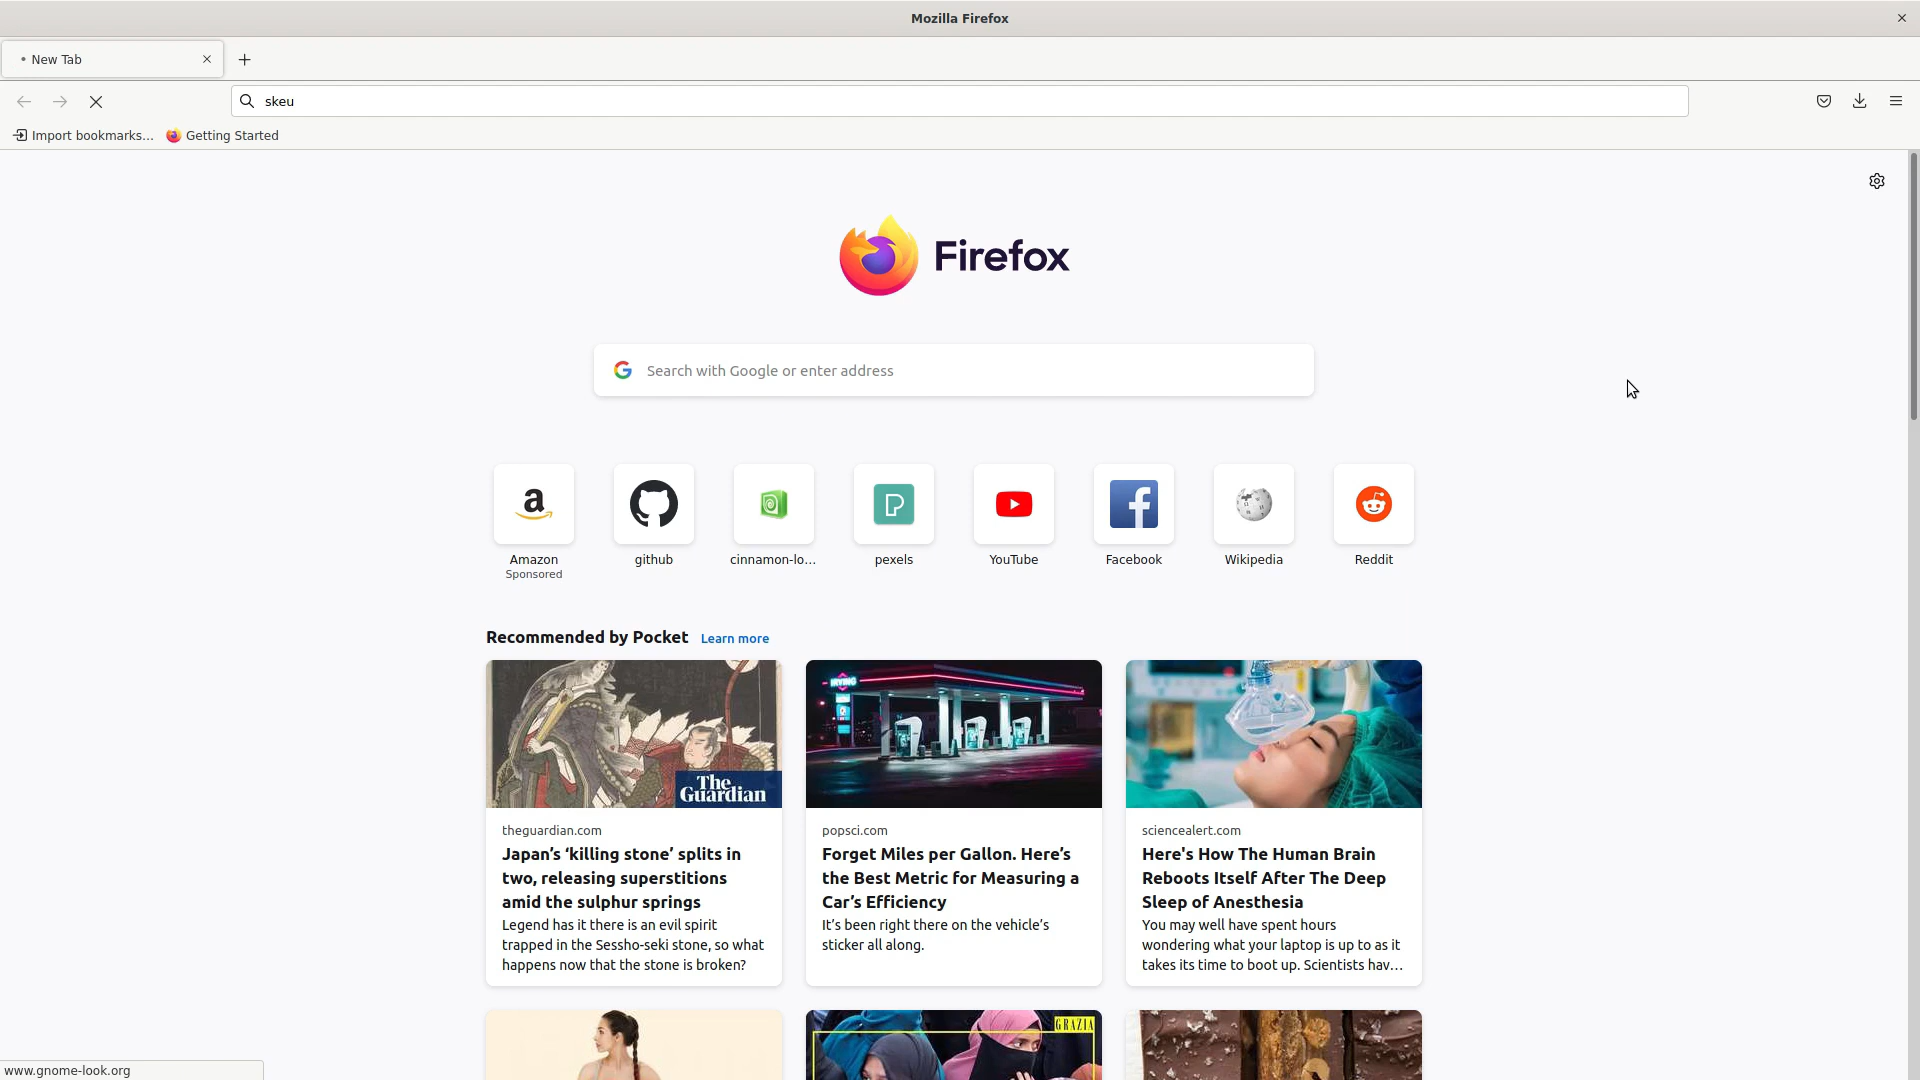 Mozilla Firefox
New Tab
skeu
Import bookmarks...
Getting Started
Firefox
Search with Google or enter address
Amazon
Sponsored
github
cinnamon-lo...
pexels
YouTube
Facebook
Wikipedia
Reddit
Recommended by Pocket Learn more
IRVING
The Guardian
theguardian.com
Japan’s ‘killing stone’ splits in
two, releasing superstitions
amid the sulphur springs
Legend has it there is an evil spirit
trapped in the Sessho-seki stone, so what
happens now that the stone is broken?
popsci.com
Forget Miles per Gallon. Here’s
the Best Metric for Measuring a
Car’s Efficiency
It’s been right there on the vehicle’s
sticker all along.
sciencealert.com
Here's How The Human Brain
Reboots Itself After The Deep
Sleep of Anesthesia
You may well have spent hours
wondering what your laptop is up to as it
takes its time to boot up. Scientists hav...
GRAZIA
www.gnome-look.org